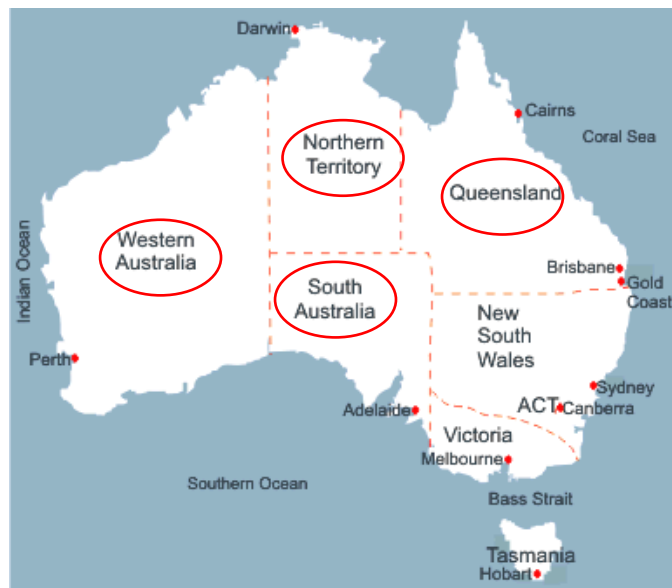 Darwin
Cairns
Coral Sea
Northern
Territory
Queensland
Western
Australia
Indian Ocean
South
Australia
Brisbane
Gold
Coast
New
South
Wales
Perth
Sydney
Adelaide
ACT
Canberra
Victoria
Melbourne
Southern Ocean
Bass Strait
Tasmania
Hobart